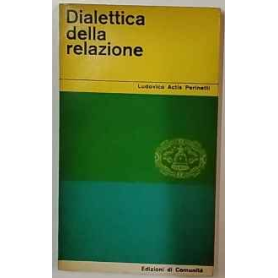 Dialettica
della
relazione
Ludovico Actis Perinetti
Edizioni di Comunità